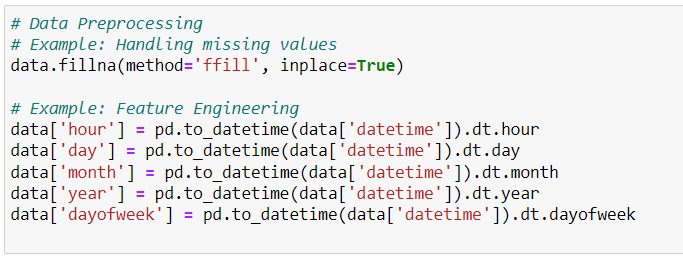 # Data Preprocessing
# Example: Handling missing values
data.fillna(method='ffill', inplace=True)
# Example: Feature Engineering
data['hour'] = pd.to_datetime(data['datetime']).dt.hour
data['day'] = pd.to_datetime(data['datetime']).dt.day
data['month'] = pd.to_datetime(data['datetime']).dt.month
data['year'] = pd.to_datetime(data['datetime']).dt.year
data['dayofweek'] = pd.to_datetime(data['datetime']).dt.dayofweek